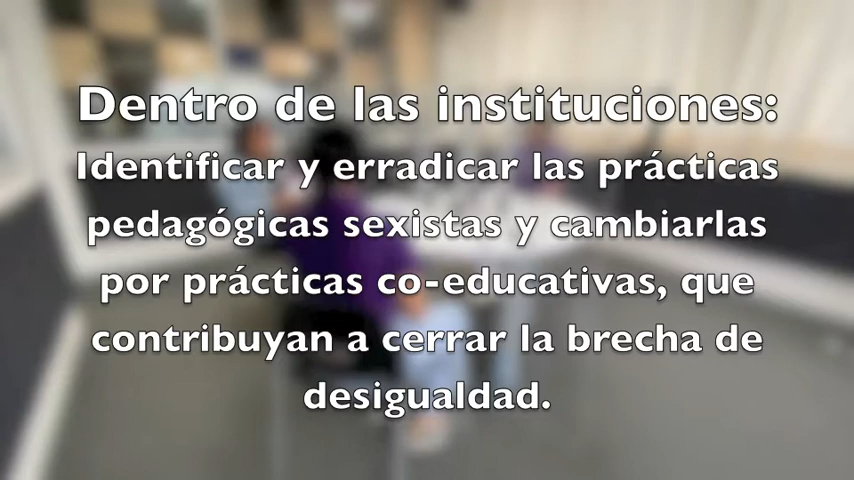 Dentro de las instituciones:
Identificar y erradicar las prácticas
pedagógicas sexistas y cambiarlas
por prácticas co-educativas, que
contribuyan a cerrar la brecha de
desigualdad.